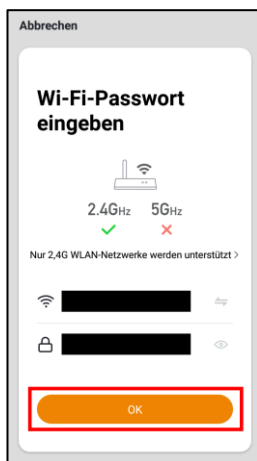 Abbrechen
Wi-Fi-Passwort
eingeben
2.4GHz 5GHz
Nur 2,4G WLAN-Netzwerke werden unterstützt >
OK